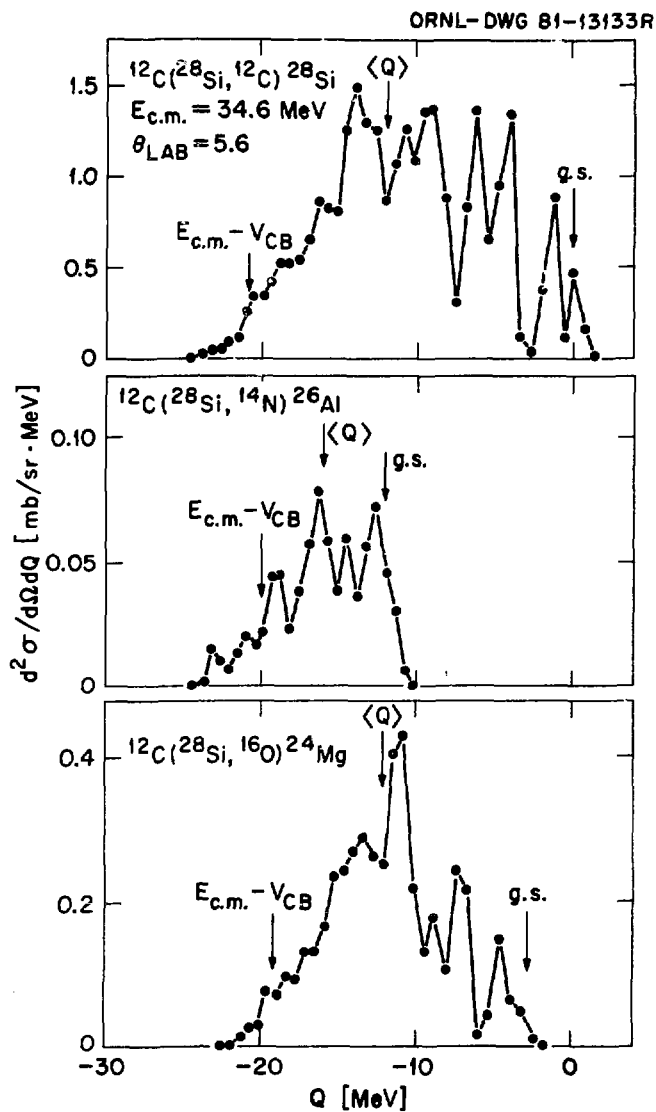 ORNL-DWG 81-13133R
¹²C(²⁸Si,¹²C)²⁸Si
⟨Q⟩
E_c.m. = 34.6 MeV
θ_LAB = 5.6
g.s.
E_c.m. - V_CB
1.5
1.0
0.5
0
¹²C(²⁸Si,¹⁴N)²⁶Al
⟨Q⟩
g.s.
E_c.m. - V_CB
0.10
0.05
0
d²σ/dΩdQ [mb/sr·MeV]
⟨Q⟩
¹²C(²⁸Si,¹⁶O)²⁴Mg
E_c.m. - V_CB
g.s.
0.4
0.2
0
-30 -20 -10 0
Q [MeV]